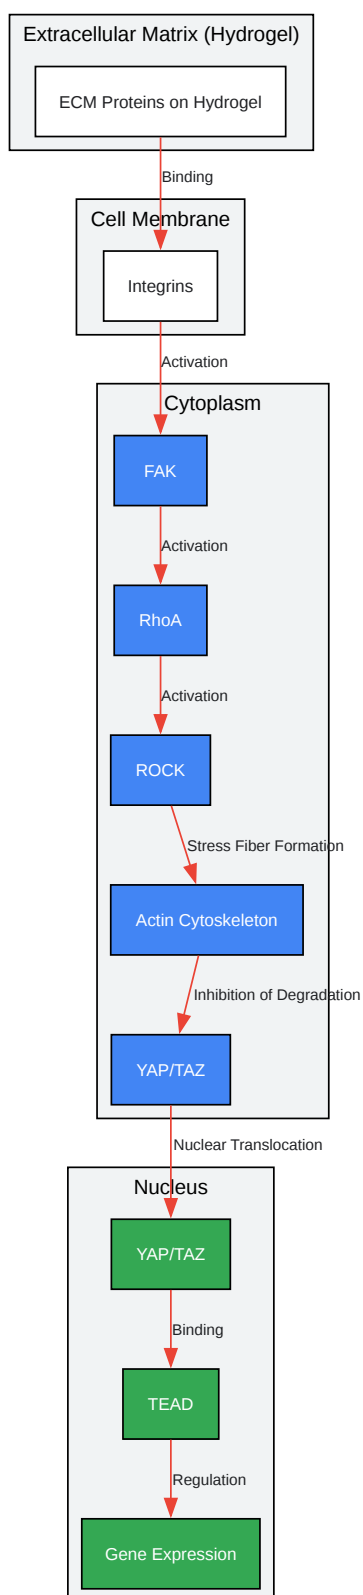 Extracellular Matrix (Hydrogel)
ECM Proteins on Hydrogel
Binding
Cell Membrane
Integrins
Activation
Cytoplasm
FAK
Activation
RhoA
Activation
ROCK
Stress Fiber Formation
Actin Cytoskeleton
Inhibition of Degradation
YAP/TAZ
Nuclear Translocation
Nucleus
YAP/TAZ
Binding
TEAD
Regulation
Gene Expression